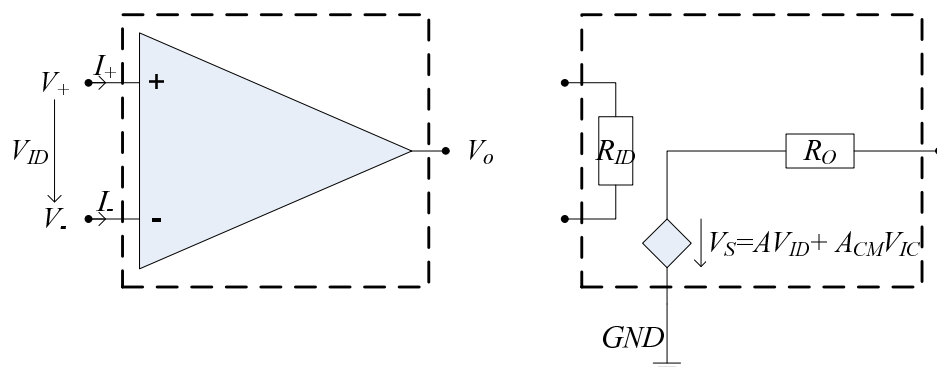 I+
V+
+
VID
Vo
I-
V-
-
RID
RO
VS=AVID+ ACMVIC
GND